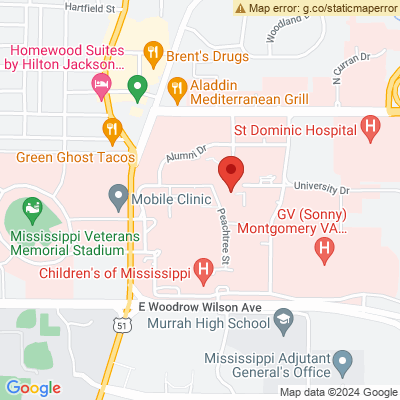 Hartfield St
Map error: g.co/staticmaperror
Woodland Dr
Homewood Suites
by Hilton Jackson...
Brent's Drugs
N Curran Dr
Aladdin
Mediterranean Grill
St Dominic Hospital
Green Ghost Tacos
Alumni Dr
University Dr
Mobile Clinic
Peachtree St
GV (Sonny)
Montgomery VA...
Mississippi Veterans
Memorial Stadium
Children's of Mississippi
E Woodrow Wilson Ave
51
Murrah High School
Mississippi Adjutant
General's Office
Google
Map data ©2024 Google